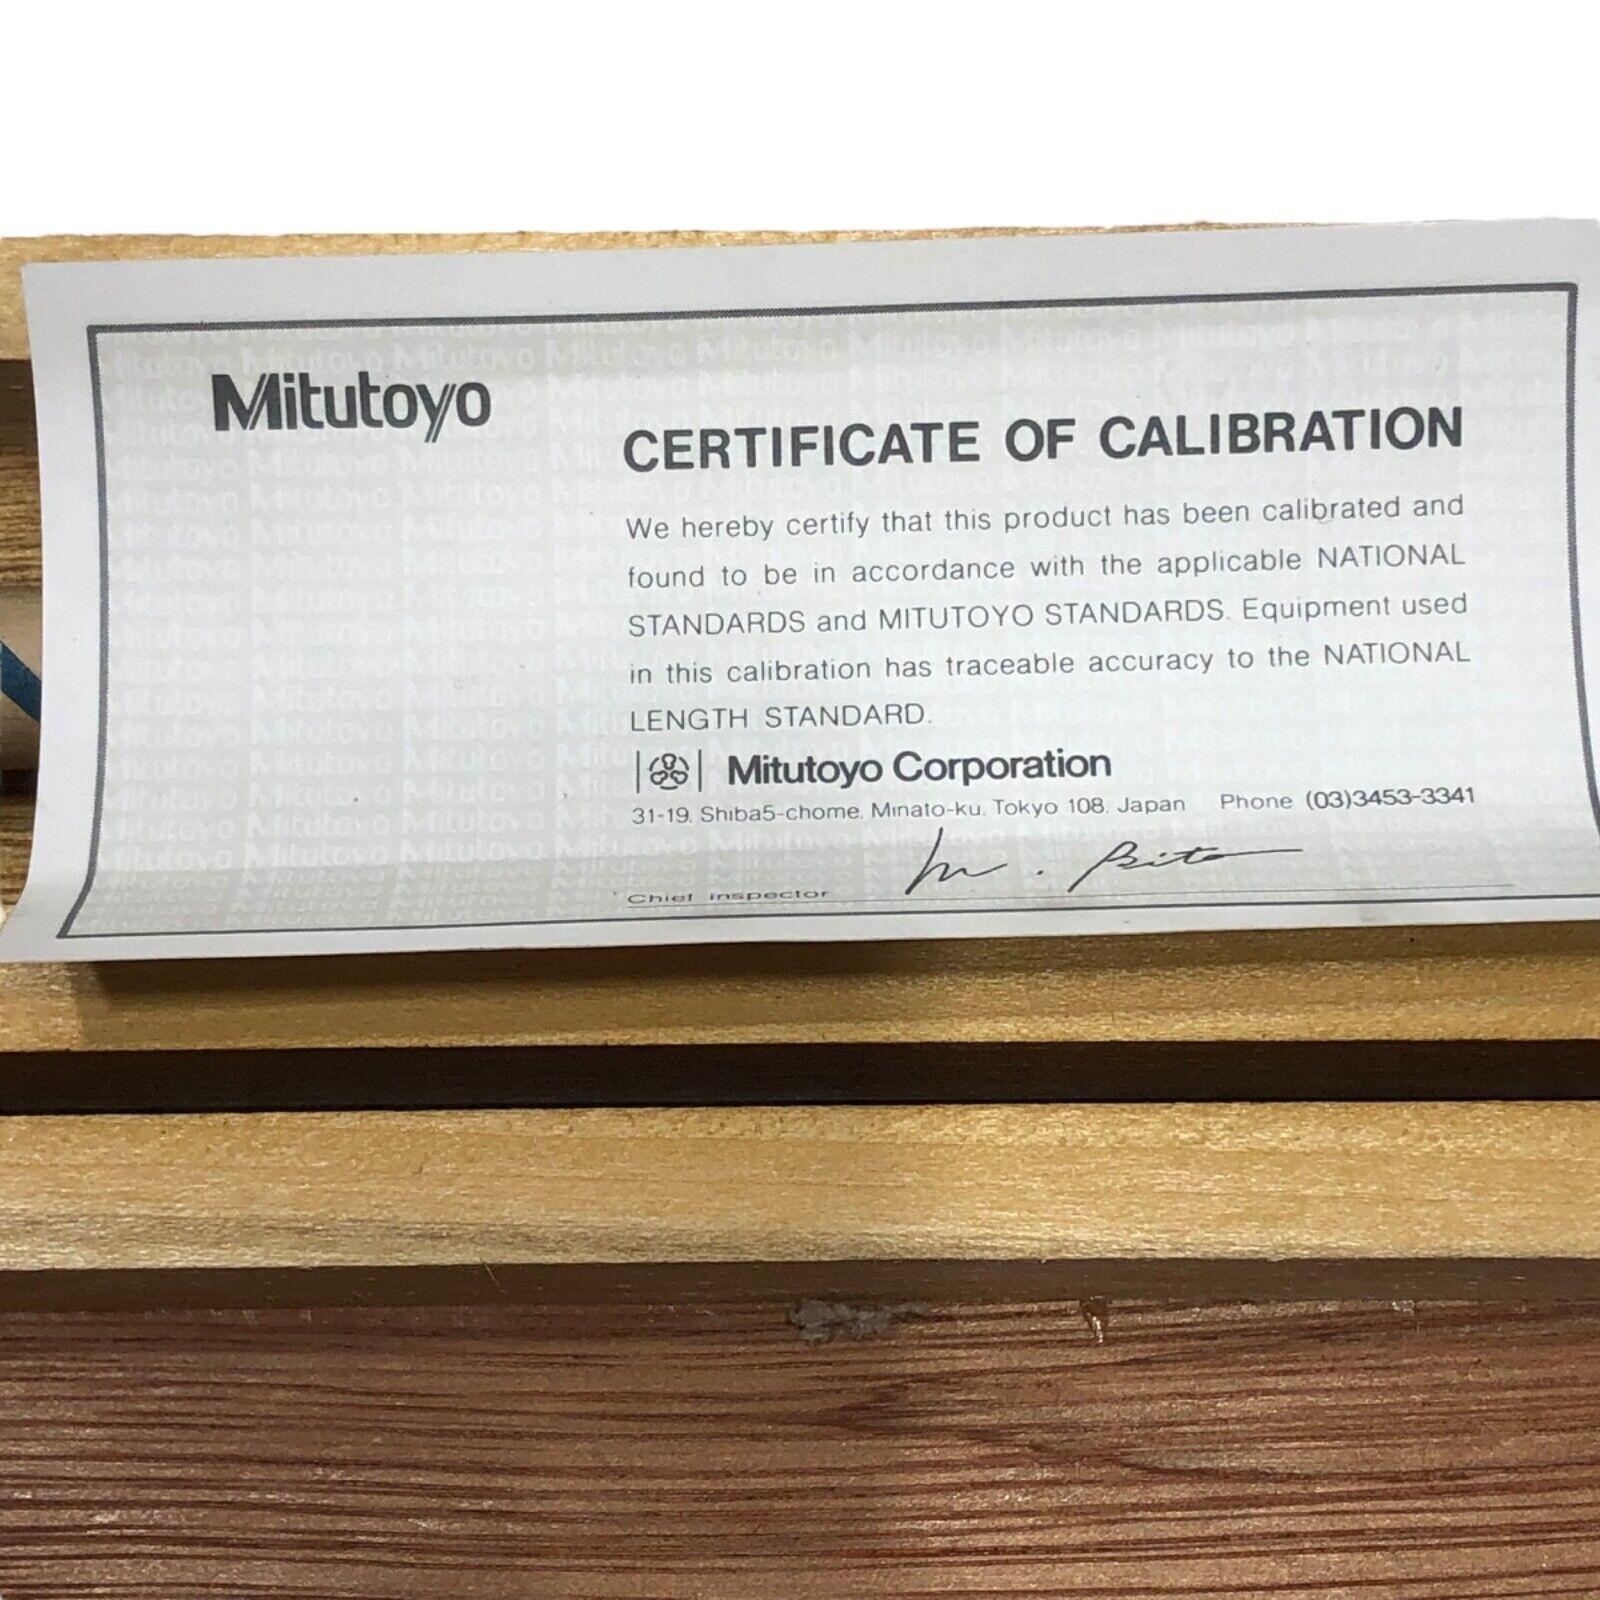 Mitutoyo
CERTIFICATE OF CALIBRATION
We hereby certify that this product has been calibrated and
found to be in accordance with the applicable NATIONAL
STANDARDS and MITUTOYO STANDARDS. Equipment used
in this calibration has traceable accuracy to the NATIONAL
LENGTH STANDARD.
Mitutoyo Corporation
31-19, Shiba5-chome, Minato-ku, Tokyo 108, Japan Phone (03)3453-3341
Chief inspector